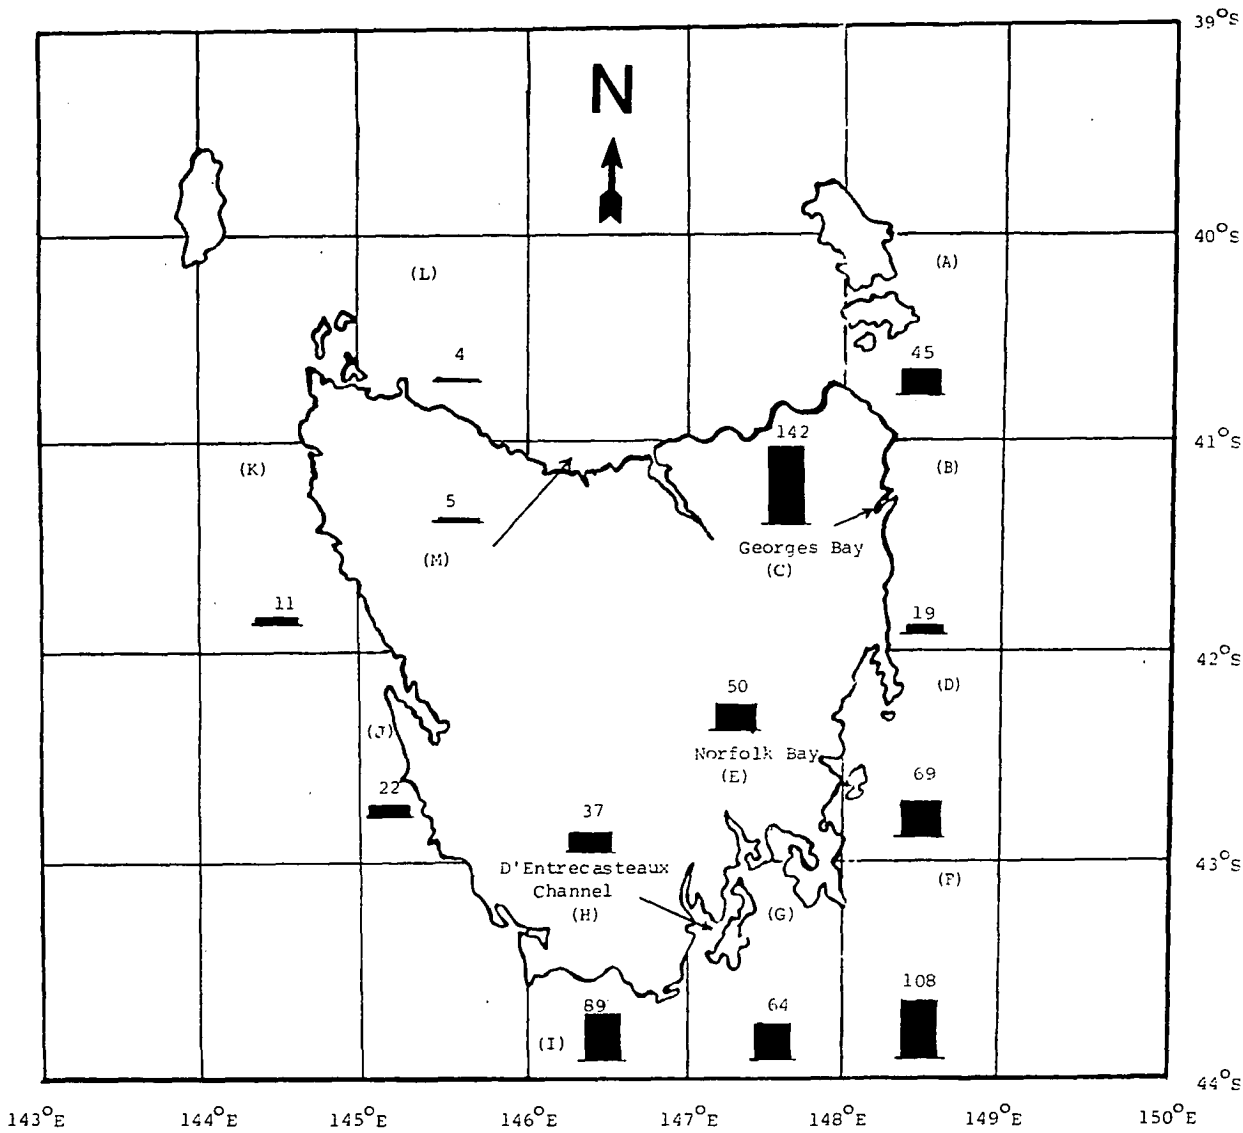 39°S
N
40°S
(A)
(L)
45
4
142
41°S
(B)
(K)
5
Georges Bay
(C)
(M)
11
19
42°S
(D)
50
(J)
Norfolk Bay
(E)
69
22
37
43°S
D'Entrecasteaux
Channel
(H)
(F)
(G)
108
89
64
(I)
44°S
143°E 144°E 145°E 146°E 147°E 148°E 149°E 150°E